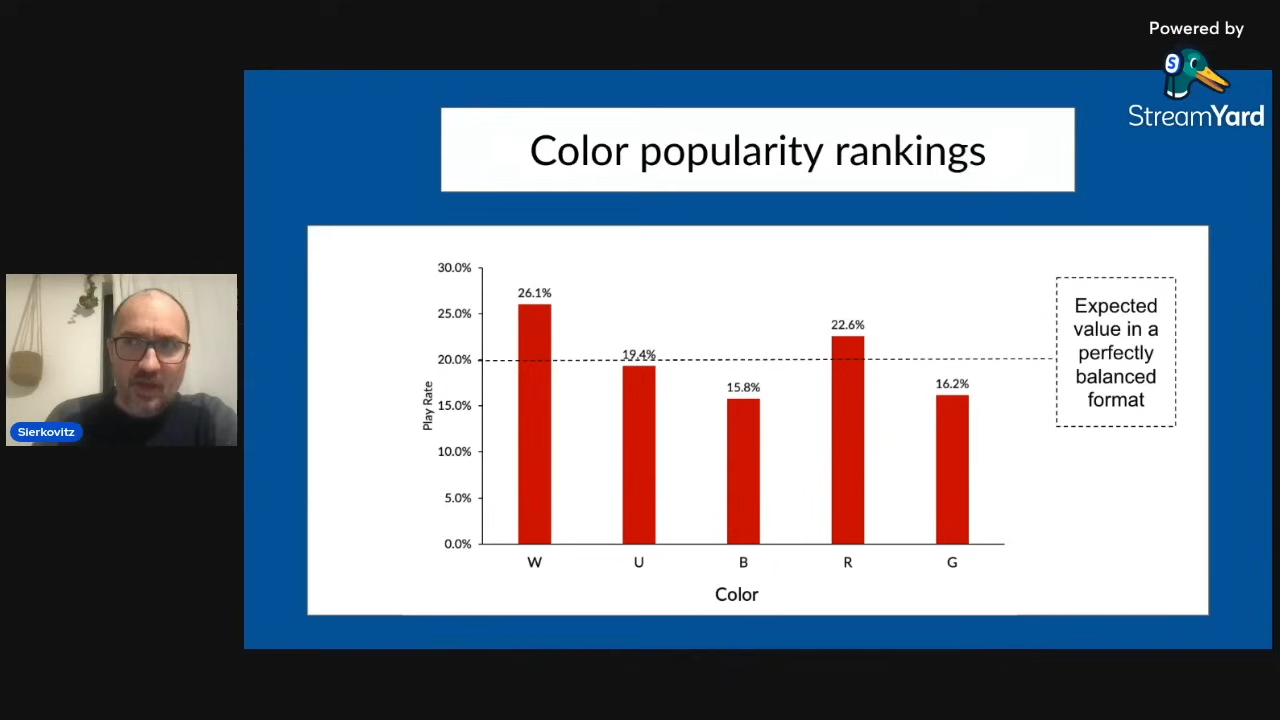 Powered by
StreamYard
Color popularity rankings
30.0%
25.0%
20.0%
15.0%
10.0%
5.0%
0.0%
Play Rate
26.1%
19.4%
15.8%
22.6%
16.2%
W
U
B
R
G
Color
Expected
value in a
perfectly
balanced
format
Sierkovitz